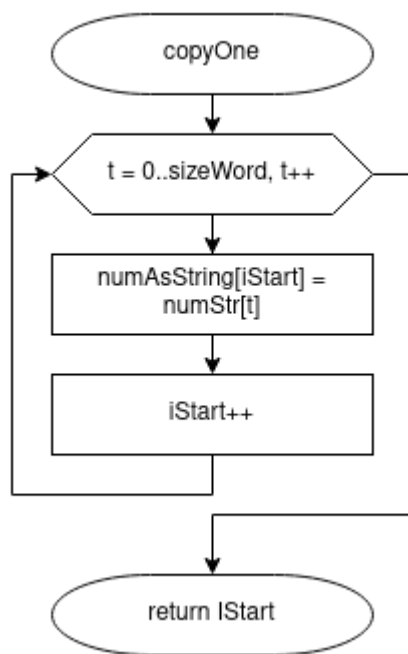 copyOne
t = 0..sizeWord, t++
numAsString[iStart] =
numStr[t]
iStart++
return IStart